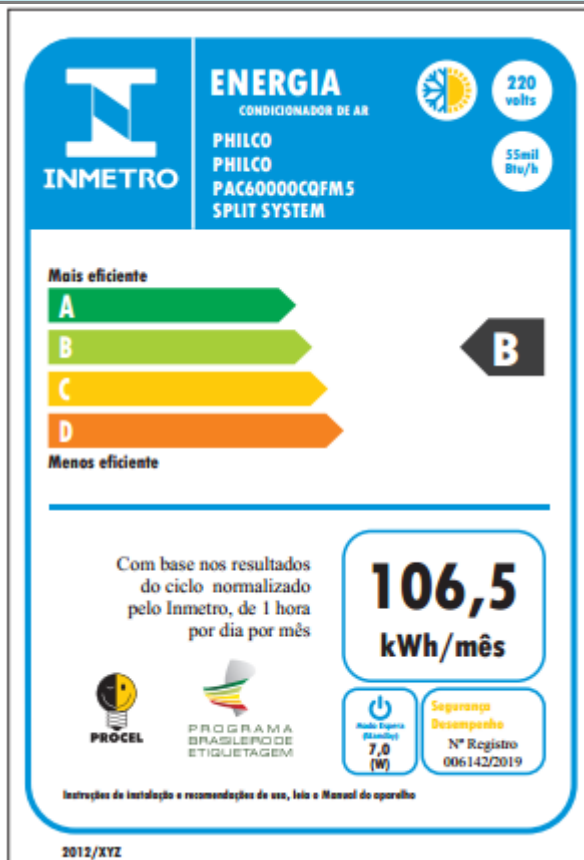 INMETRO
ENERGIA
CONDICIONADOR DE AR
220
volts
PHILCO
PHILCO
PAC60000CQFM5
SPLIT SYSTEM
55mil
Btu/h
Mais eficiente
A
B
C
D
B
Menos eficiente
Com base nos resultados
do ciclo normalizado
pelo Inmetro, de 1 hora
por dia por mês
106,5
kWh/mês
PROCEL
PROGRAMA
BRASILEIRO DE
ETIQUETAGEM
Modo Espera
(Standby)
7,0
(W)
Segurança
Desempenho
Nº Registro
006142/2019
Instruções de instalação e recomendações de uso, leia o Manual do aparelho
2012/XYZ